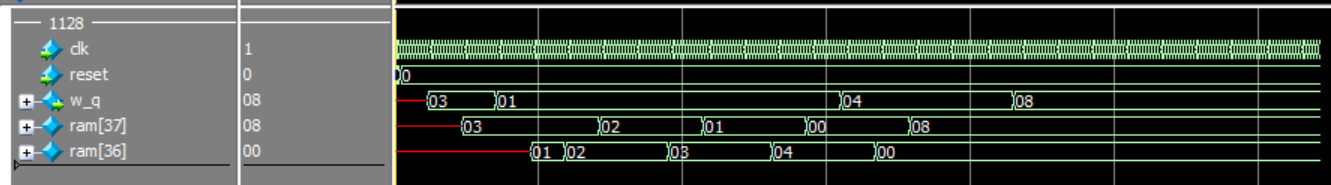 1128
clk 1
reset 0 0
w_q 08 03 01 04 08
ram[37] 08 03 02 01 00 08
ram[36] 00 01 02 03 04 00